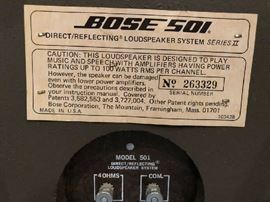 BOSE 501®
DIRECT/REFLECTING® LOUDSPEAKER SYSTEM SERIES II
CAUTION: THIS LOUDSPEAKER IS DESIGNED TO PLAY
MUSIC AND SPEECH WITH AMPLIFIERS HAVING POWER
RATINGS UP TO 100 WATTS RMS PER CHANNEL.
However, the speaker can be damaged
even with lower power amplifiers.
Please observe the precautions described in
your instruction manual. Covered by
Nº 263329
SERIAL NUMBER
Patents 3,582,553 and 3,727,004. Other Patent rights pending.
Bose Corporation, The Mountain, Framingham, Mass. 01701
MADE IN U.S.A.
103428
MODEL 501
DIRECT/REFLECTING®
LOUDSPEAKER SYSTEM
4 OHMS
COM.